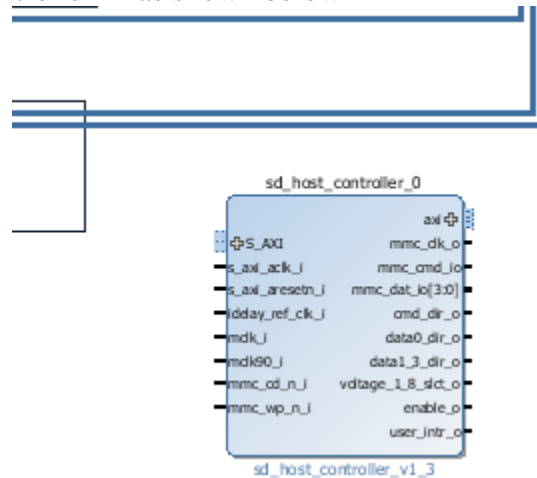 sd_host_controller_0
axi
S_AXI
mmc_clk_o
s_axi_aclk_i
mmc_cmd_io
s_axi_aresetn_i
mmc_dat_io[3:0]
idelay_ref_clk_i
cmd_dir_o
mclk_i
data0_dir_o
mclk90_i
data1_3_dir_o
mmc_cd_n_i
voltage_1_8_slct_o
mmc_wp_n_i
enable_o
user_intr_o
sd_host_controller_v1_3